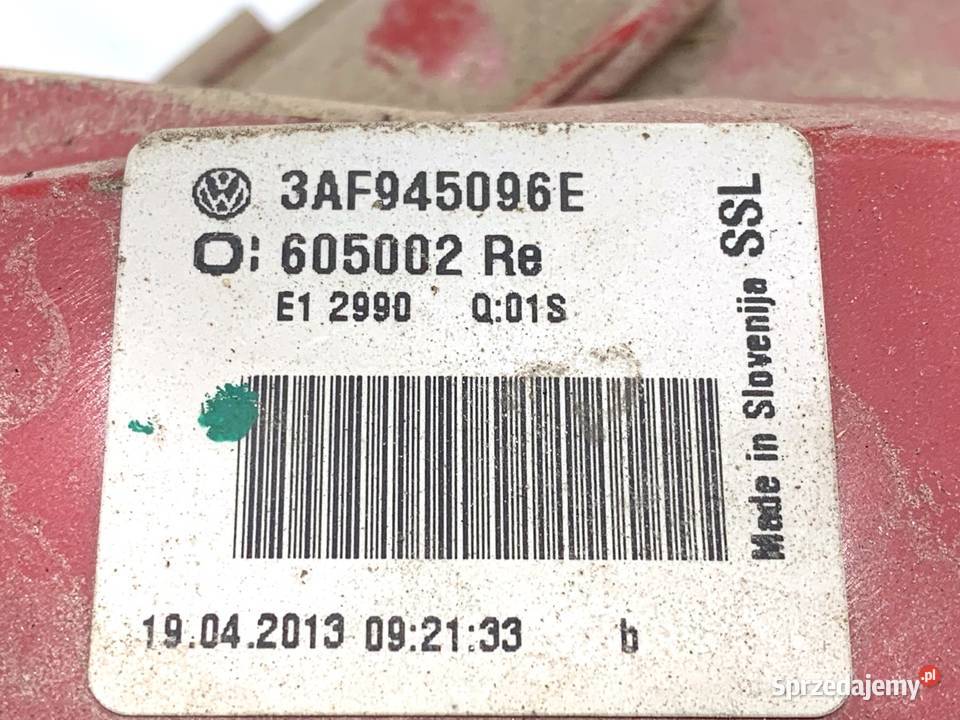 3AF945096E
O: 605002 Re
E1 2990 Q:01S
19.04.2013 09:21:33 b
Made in Slovenija SSL
Sprzedajemy.pl